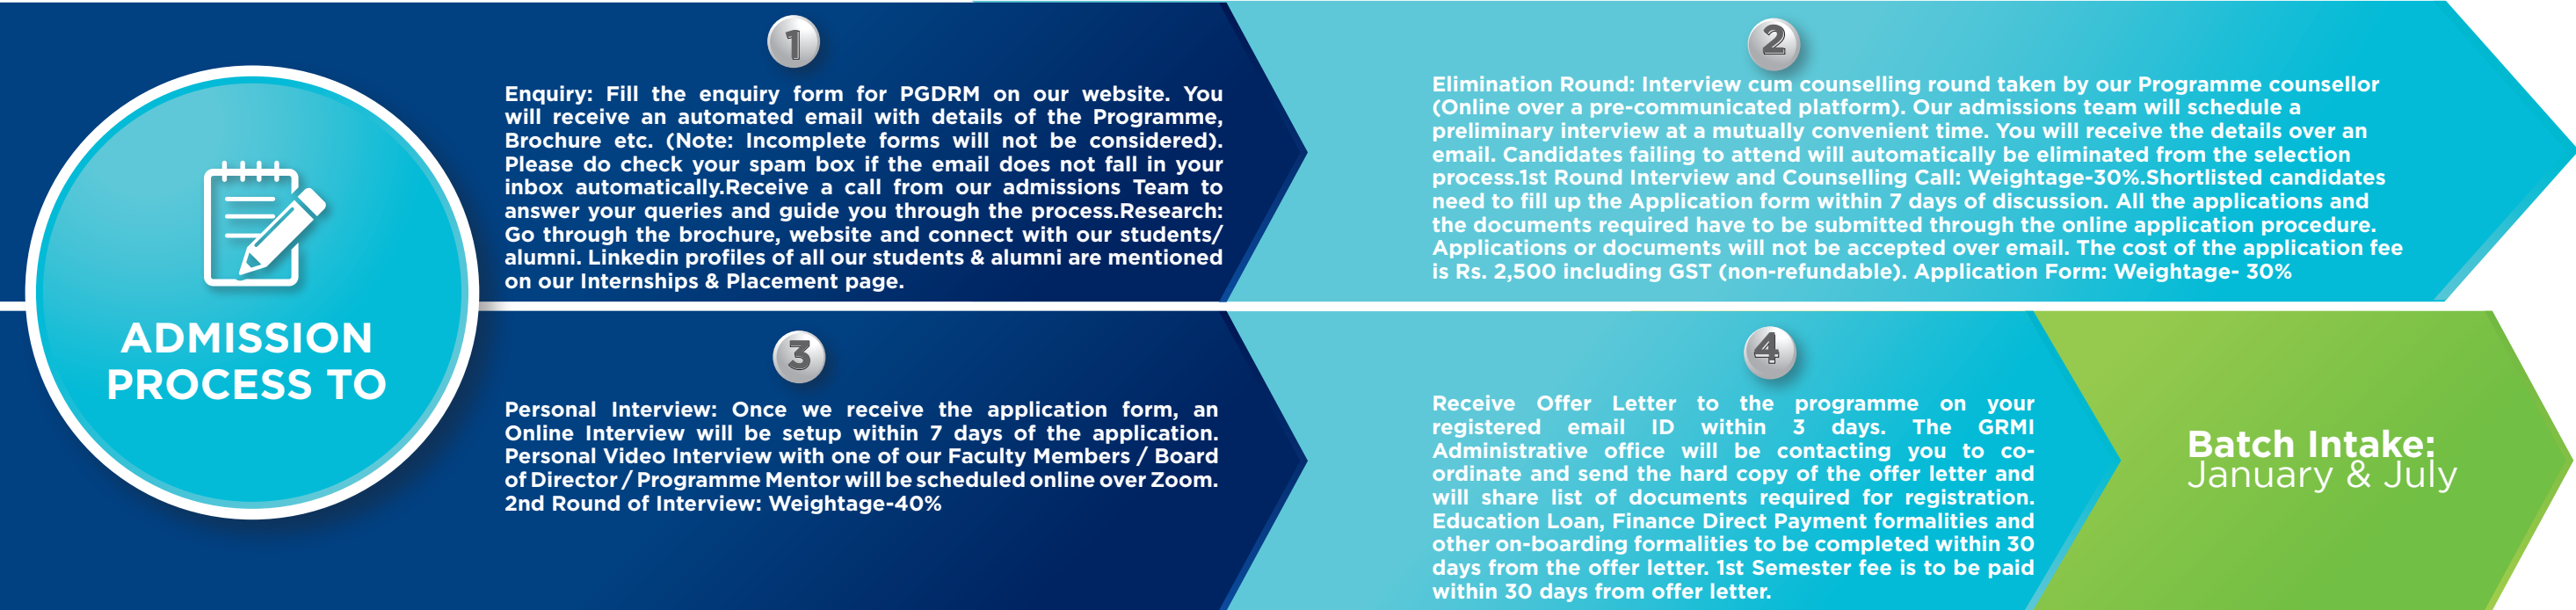 ADMISSION
PROCESS TO
1
Enquiry: Fill the enquiry form for PGDRM on our website. You
will receive an automated email with details of the Programme,
Brochure etc. (Note: Incomplete forms will not be considered).
Please do check your spam box if the email does not fall in your
inbox automatically.Receive a call from our admissions Team to
answer your queries and guide you through the process.Research:
Go through the brochure, website and connect with our students/
alumni. Linkedin profiles of all our students & alumni are mentioned
on our Internships & Placement page.
2
Elimination Round: Interview cum counselling round taken by our Programme counsellor
(Online over a pre-communicated platform). Our admissions team will schedule a
preliminary interview at a mutually convenient time. You will receive the details over an
email. Candidates failing to attend will automatically be eliminated from the selection
process.1st Round Interview and Counselling Call: Weightage-30%.Shortlisted candidates
need to fill up the Application form within 7 days of discussion. All the applications and
the documents required have to be submitted through the online application procedure.
Applications or documents will not be accepted over email. The cost of the application fee
is Rs. 2,500 including GST (non-refundable). Application Form: Weightage- 30%
3
Personal Interview: Once we receive the application form, an
Online Interview will be setup within 7 days of the application.
Personal Video Interview with one of our Faculty Members / Board
of Director / Programme Mentor will be scheduled online over Zoom.
2nd Round of Interview: Weightage-40%
4
Receive Offer Letter to the programme on your
registered email ID within 3 days. The GRMI
Administrative office will be contacting you to co-
ordinate and send the hard copy of the offer letter and
will share list of documents required for registration.
Education Loan, Finance Direct Payment formalities and
other on-boarding formalities to be completed within 30
days from the offer letter. 1st Semester fee is to be paid
within 30 days from offer letter.
Batch Intake:
January & July